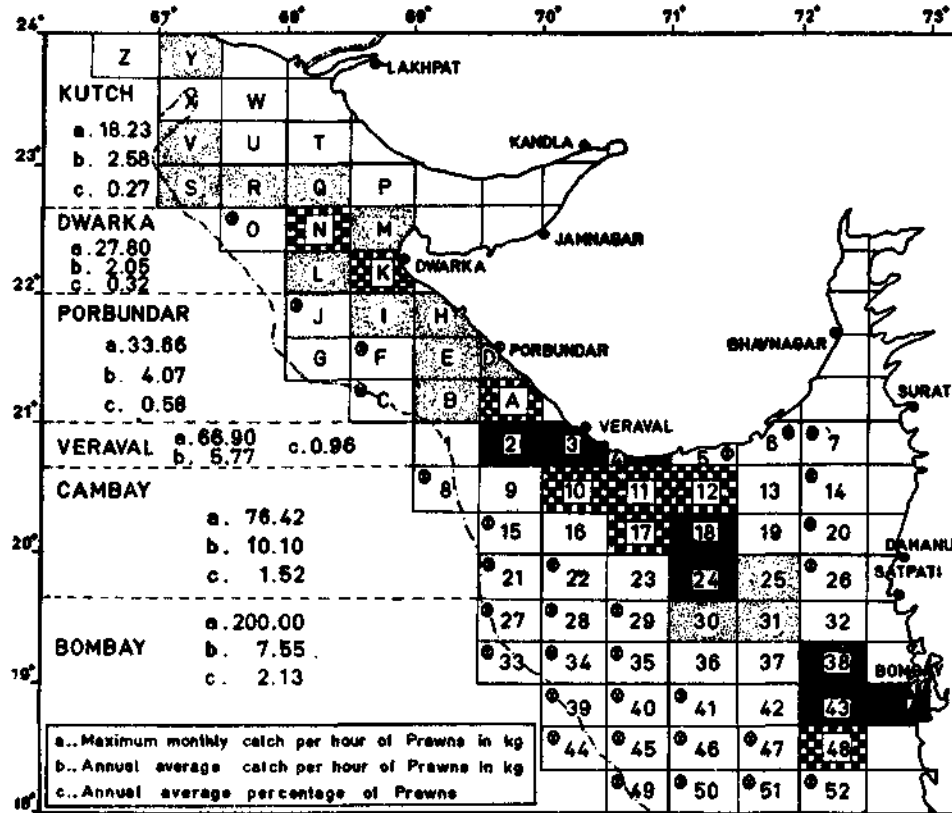 67° 68° 69° 70° 71° 72° 73°
24°
Z Y
LAKHPAT
KUTCH
X W
a. 18.23
V U T
KANDLA
b. 2.58
23°
c. 0.27
S R Q P
DWARKA
O N M
JAMNAGAR
a. 27.80
b. 2.05
L K
DWARKA
c. 0.32
22°
PORBUNDAR
J I H
BHAVNAGAR
a. 33.66
G F E D
PORBUNDAR
b. 4.07
C B A
SURAT
c. 0.58
21°
VERAVAL
VERAVAL a. 66.90 c. 0.96
b. 5.77
1 2 3 4 5 6 7
CAMBAY
8 9 10 11 12 13 14
a. 76.42
15 16 17 18 19 20
b. 10.10
20°
DAHANU
c. 1.52
21 22 23 24 25 26
SATPATI
BOMBAY
a. 200.00
27 28 29 30 31 32
b. 7.55
c. 2.13
33 34 35 36 37 38
19°
BOMBAY
39 40 41 42 43
a.. Maximum monthly catch per hour of Prawns in kg
44 45 46 47 48
b.. Annual average catch per hour of Prawns in kg
c.. Annual average percentage of Prawns
49 50 51 52
18°